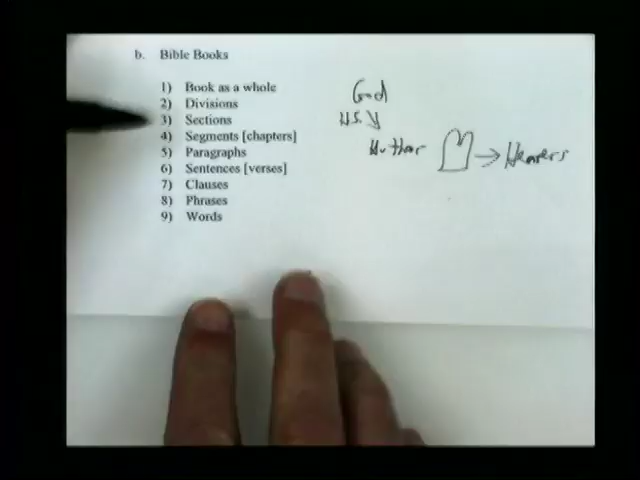 b. Bible Books
1) Book as a whole
2) Divisions
3) Sections
4) Segments [chapters]
5) Paragraphs
6) Sentences [verses]
7) Clauses
8) Phrases
9) Words
God
H.S.
Author → Hearers